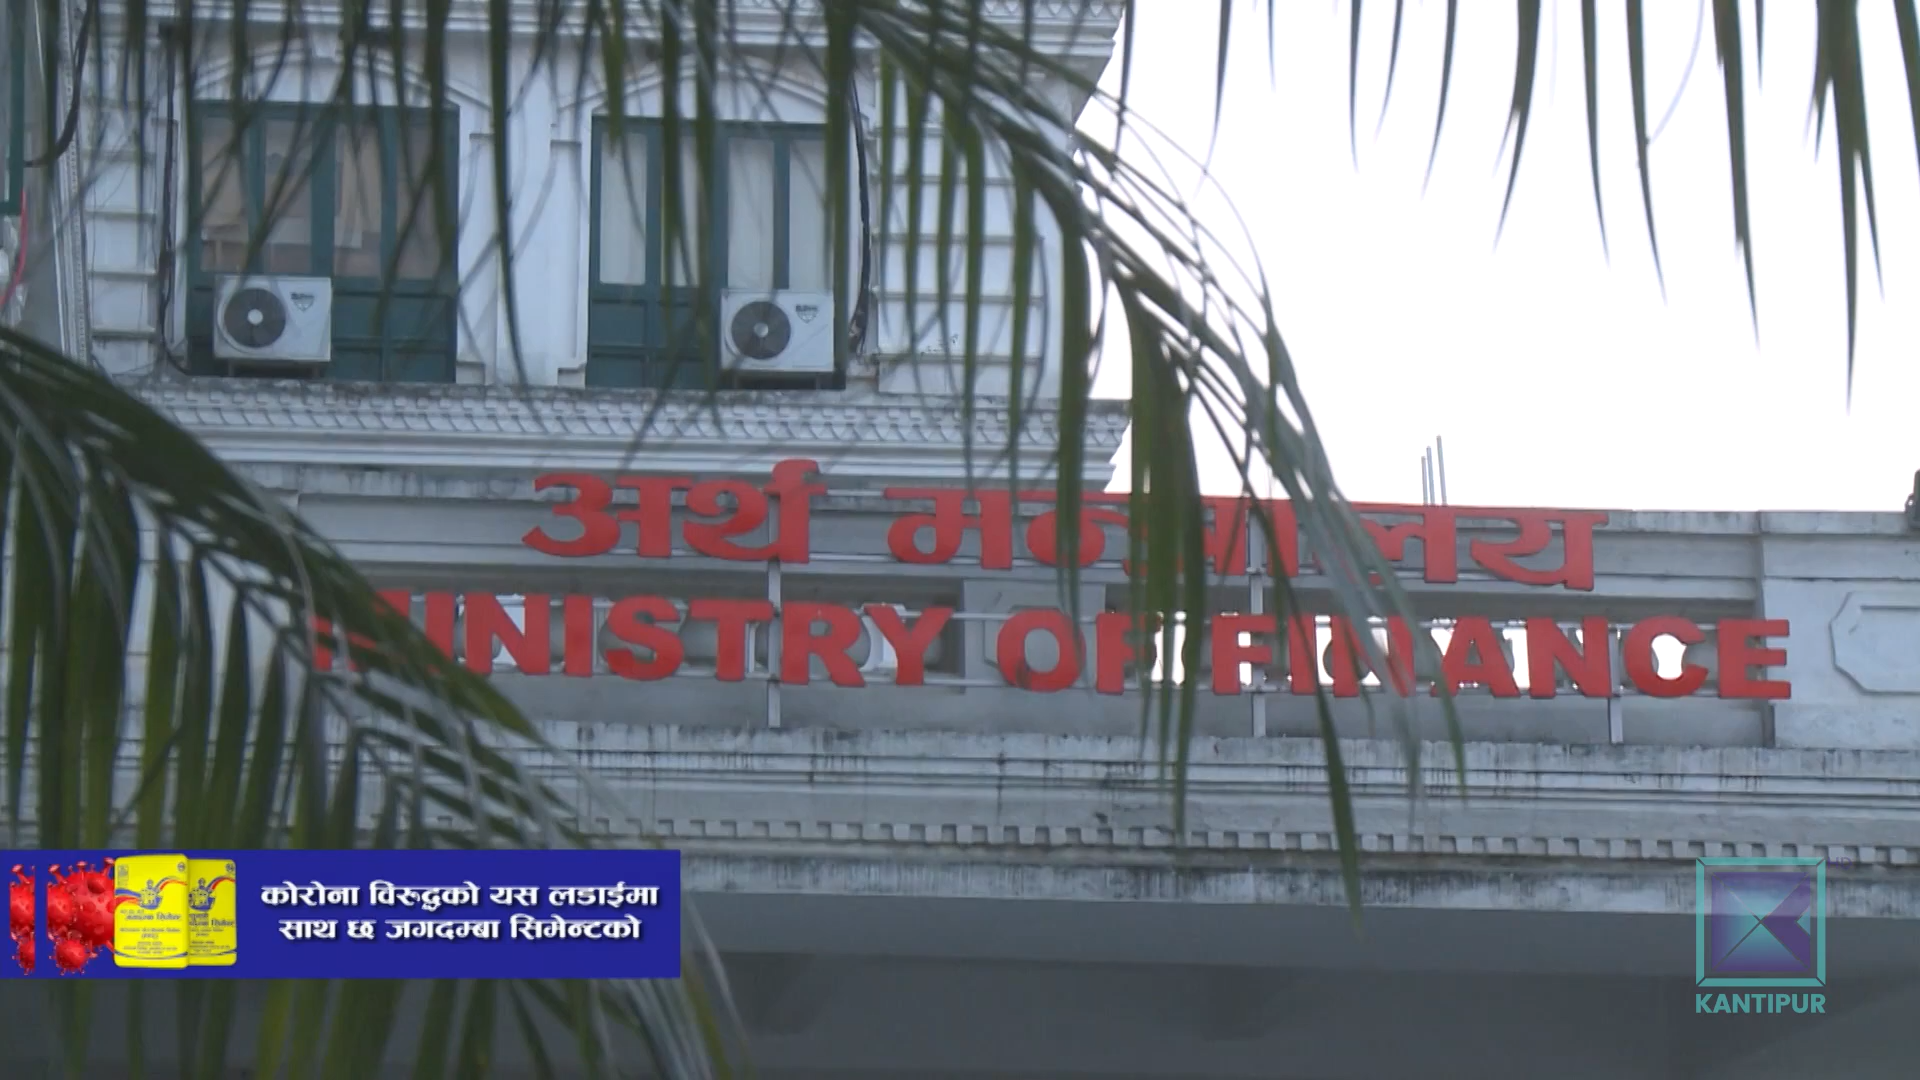 अर्थ मन्त्रालय
MINISTRY OF FINANCE
कोरोना विरुद्धको यस लडाईमा
साथ छ जगदम्बा सिमेन्टको
KANTIPUR